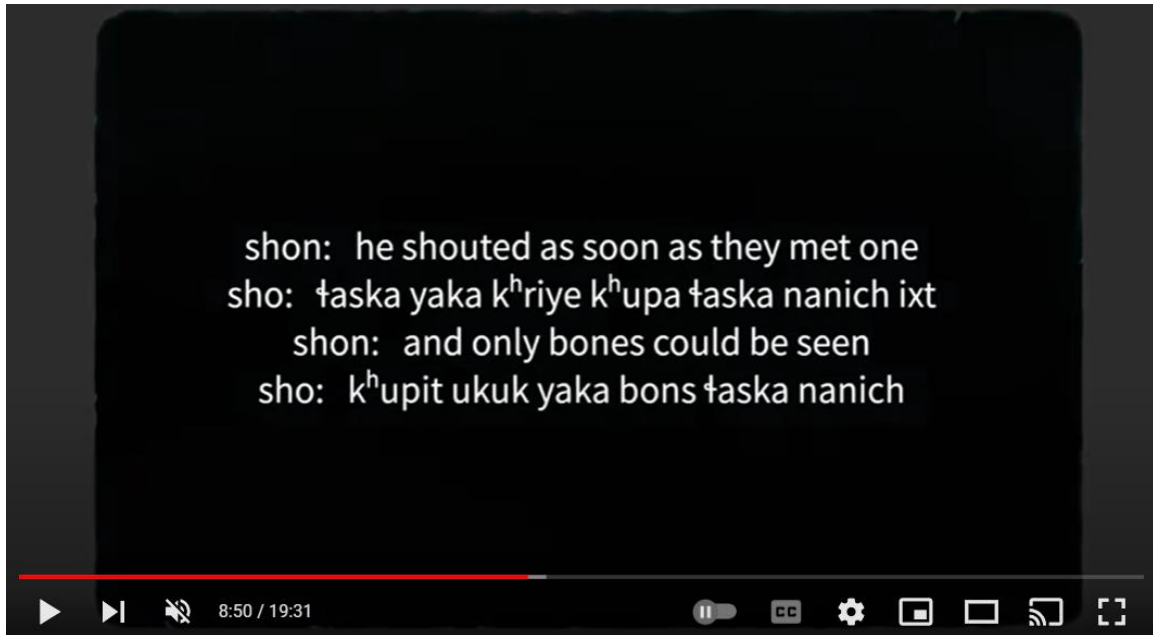 shon: he shouted as soon as they met one
sho: ɬaska yaka kʰriye kʰupa ɬaska nanich ixt
shon: and only bones could be seen
sho: kʰupit ukuk yaka bons ɬaska nanich
8:50 / 19:31
CC